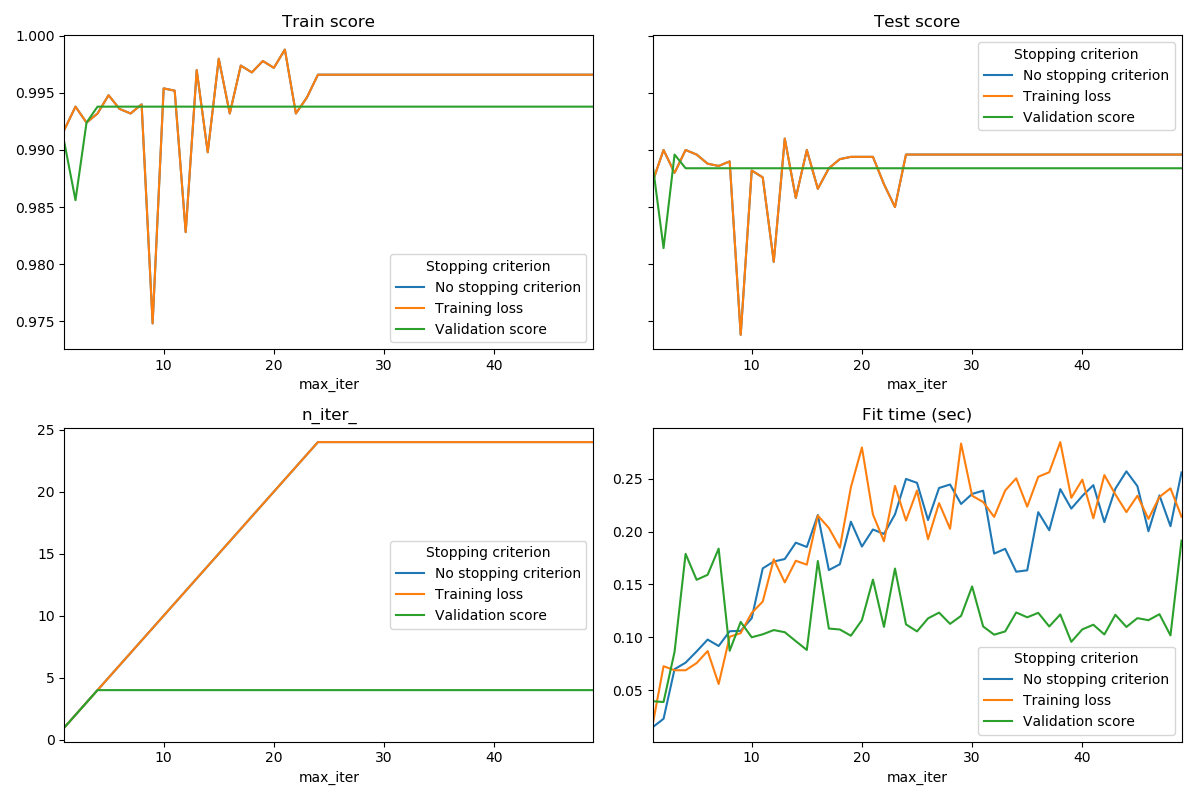 Train score
1.000
0.995
0.990
0.985
0.980
0.975
Stopping criterion
No stopping criterion
Training loss
Validation score
10
20
30
40
max_iter
Test score
Stopping criterion
No stopping criterion
Training loss
Validation score
10
20
30
40
max_iter
n_iter_
25
20
15
10
5
0
Stopping criterion
No stopping criterion
Training loss
Validation score
10
20
30
40
max_iter
Fit time (sec)
0.25
0.20
0.15
0.10
0.05
Stopping criterion
No stopping criterion
Training loss
Validation score
10
20
30
40
max_iter